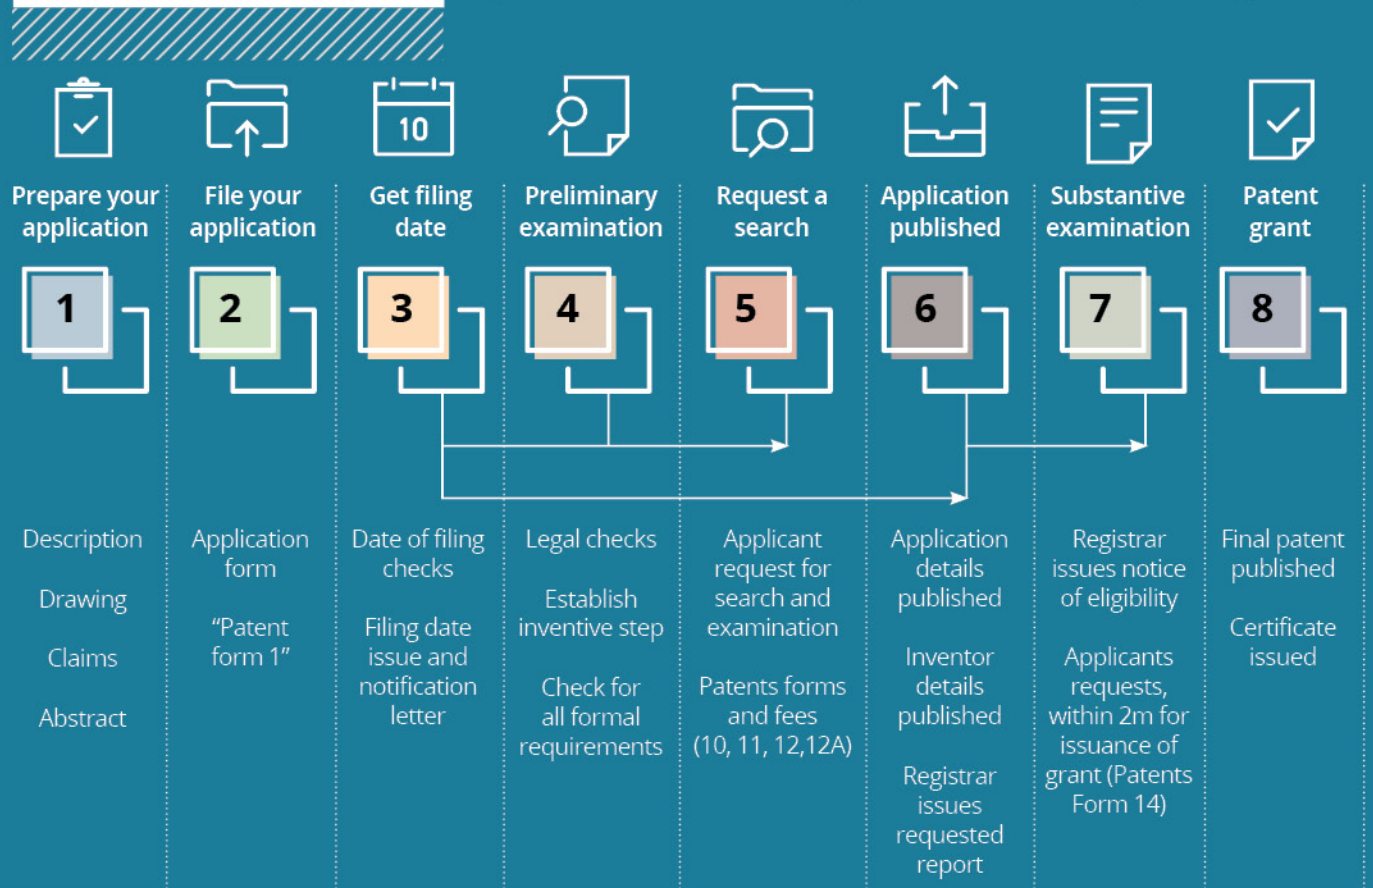 10
Prepare your
application
File your
application
Get filing
date
Preliminary
examination
Request a
search
Application
published
Substantive
examination
Patent
grant
1
2
3
4
5
6
7
8
Description
Drawing
Claims
Abstract
Application
form
“Patent
form 1”
Date of filing
checks
Filing date
issue and
notification
letter
Legal checks
Establish
inventive step
Check for
all formal
requirements
Applicant
request for
search and
examination
Patents forms
and fees
(10, 11, 12,12A)
Application
details
published
Inventor
details
published
Registrar
issues
requested
report
Registrar
issues notice
of eligibility
Applicants
requests,
within 2m for
issuance of
grant (Patents
Form 14)
Final patent
published
Certificate
issued